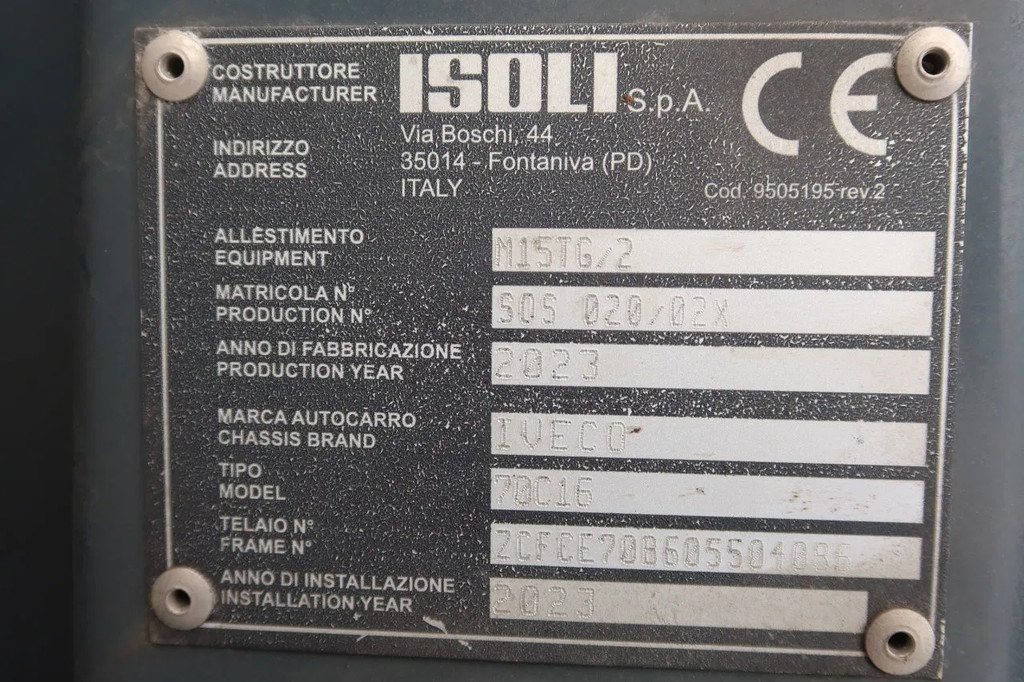 COSTRUTTORE
MANUFACTURER
ISOLI S.p.A.
CE
INDIRIZZO
ADDRESS
Via Boschi, 44
35014 - Fontaniva (PD)
ITALY
Cod. 9505195 rev.2
ALLESTIMENTO
EQUIPMENT
M15TG/2
MATRICOLA N°
PRODUCTION N°
SOS 020/02X
ANNO DI FABBRICAZIONE
PRODUCTION YEAR
2023
MARCA AUTOCARRO
CHASSIS BRAND
IVECO
TIPO
MODEL
70C16
TELAIO N°
FRAME N°
ZCFCE70B605504086
ANNO DI INSTALLAZIONE
INSTALLATION YEAR
2023